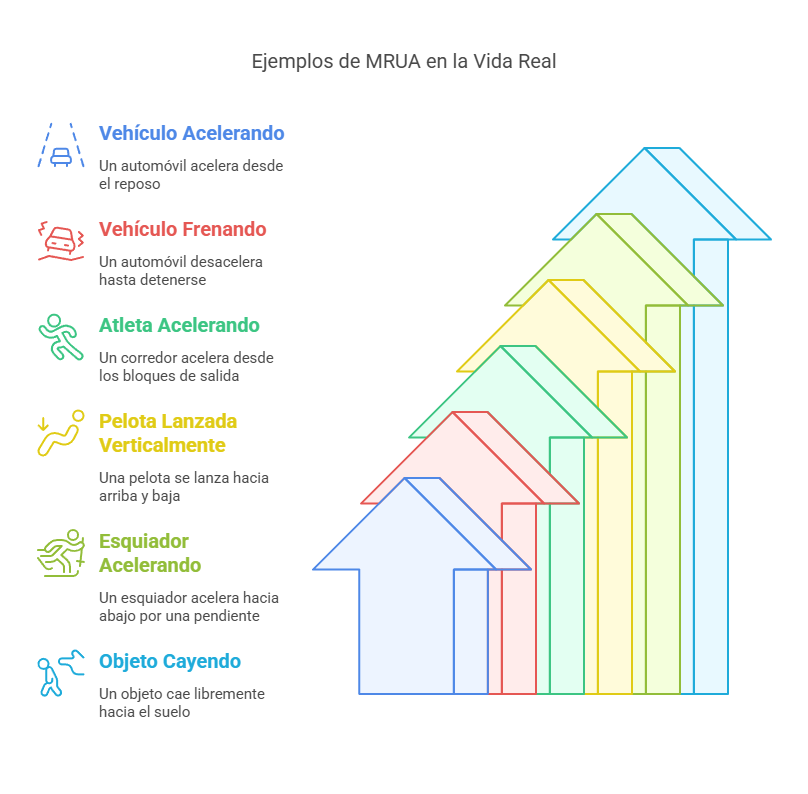 Ejemplos de MRUA en la Vida Real
Vehículo Acelerando
Un automóvil acelera desde
el reposo
Vehículo Frenando
Un automóvil desacelera
hasta detenerse
Atleta Acelerando
Un corredor acelera desde
los bloques de salida
Pelota Lanzada
Verticalmente
Una pelota se lanza hacia
arriba y baja
Esquiador
Acelerando
Un esquiador acelera hacia
abajo por una pendiente
Objeto Cayendo
Un objeto cae libremente
hacia el suelo